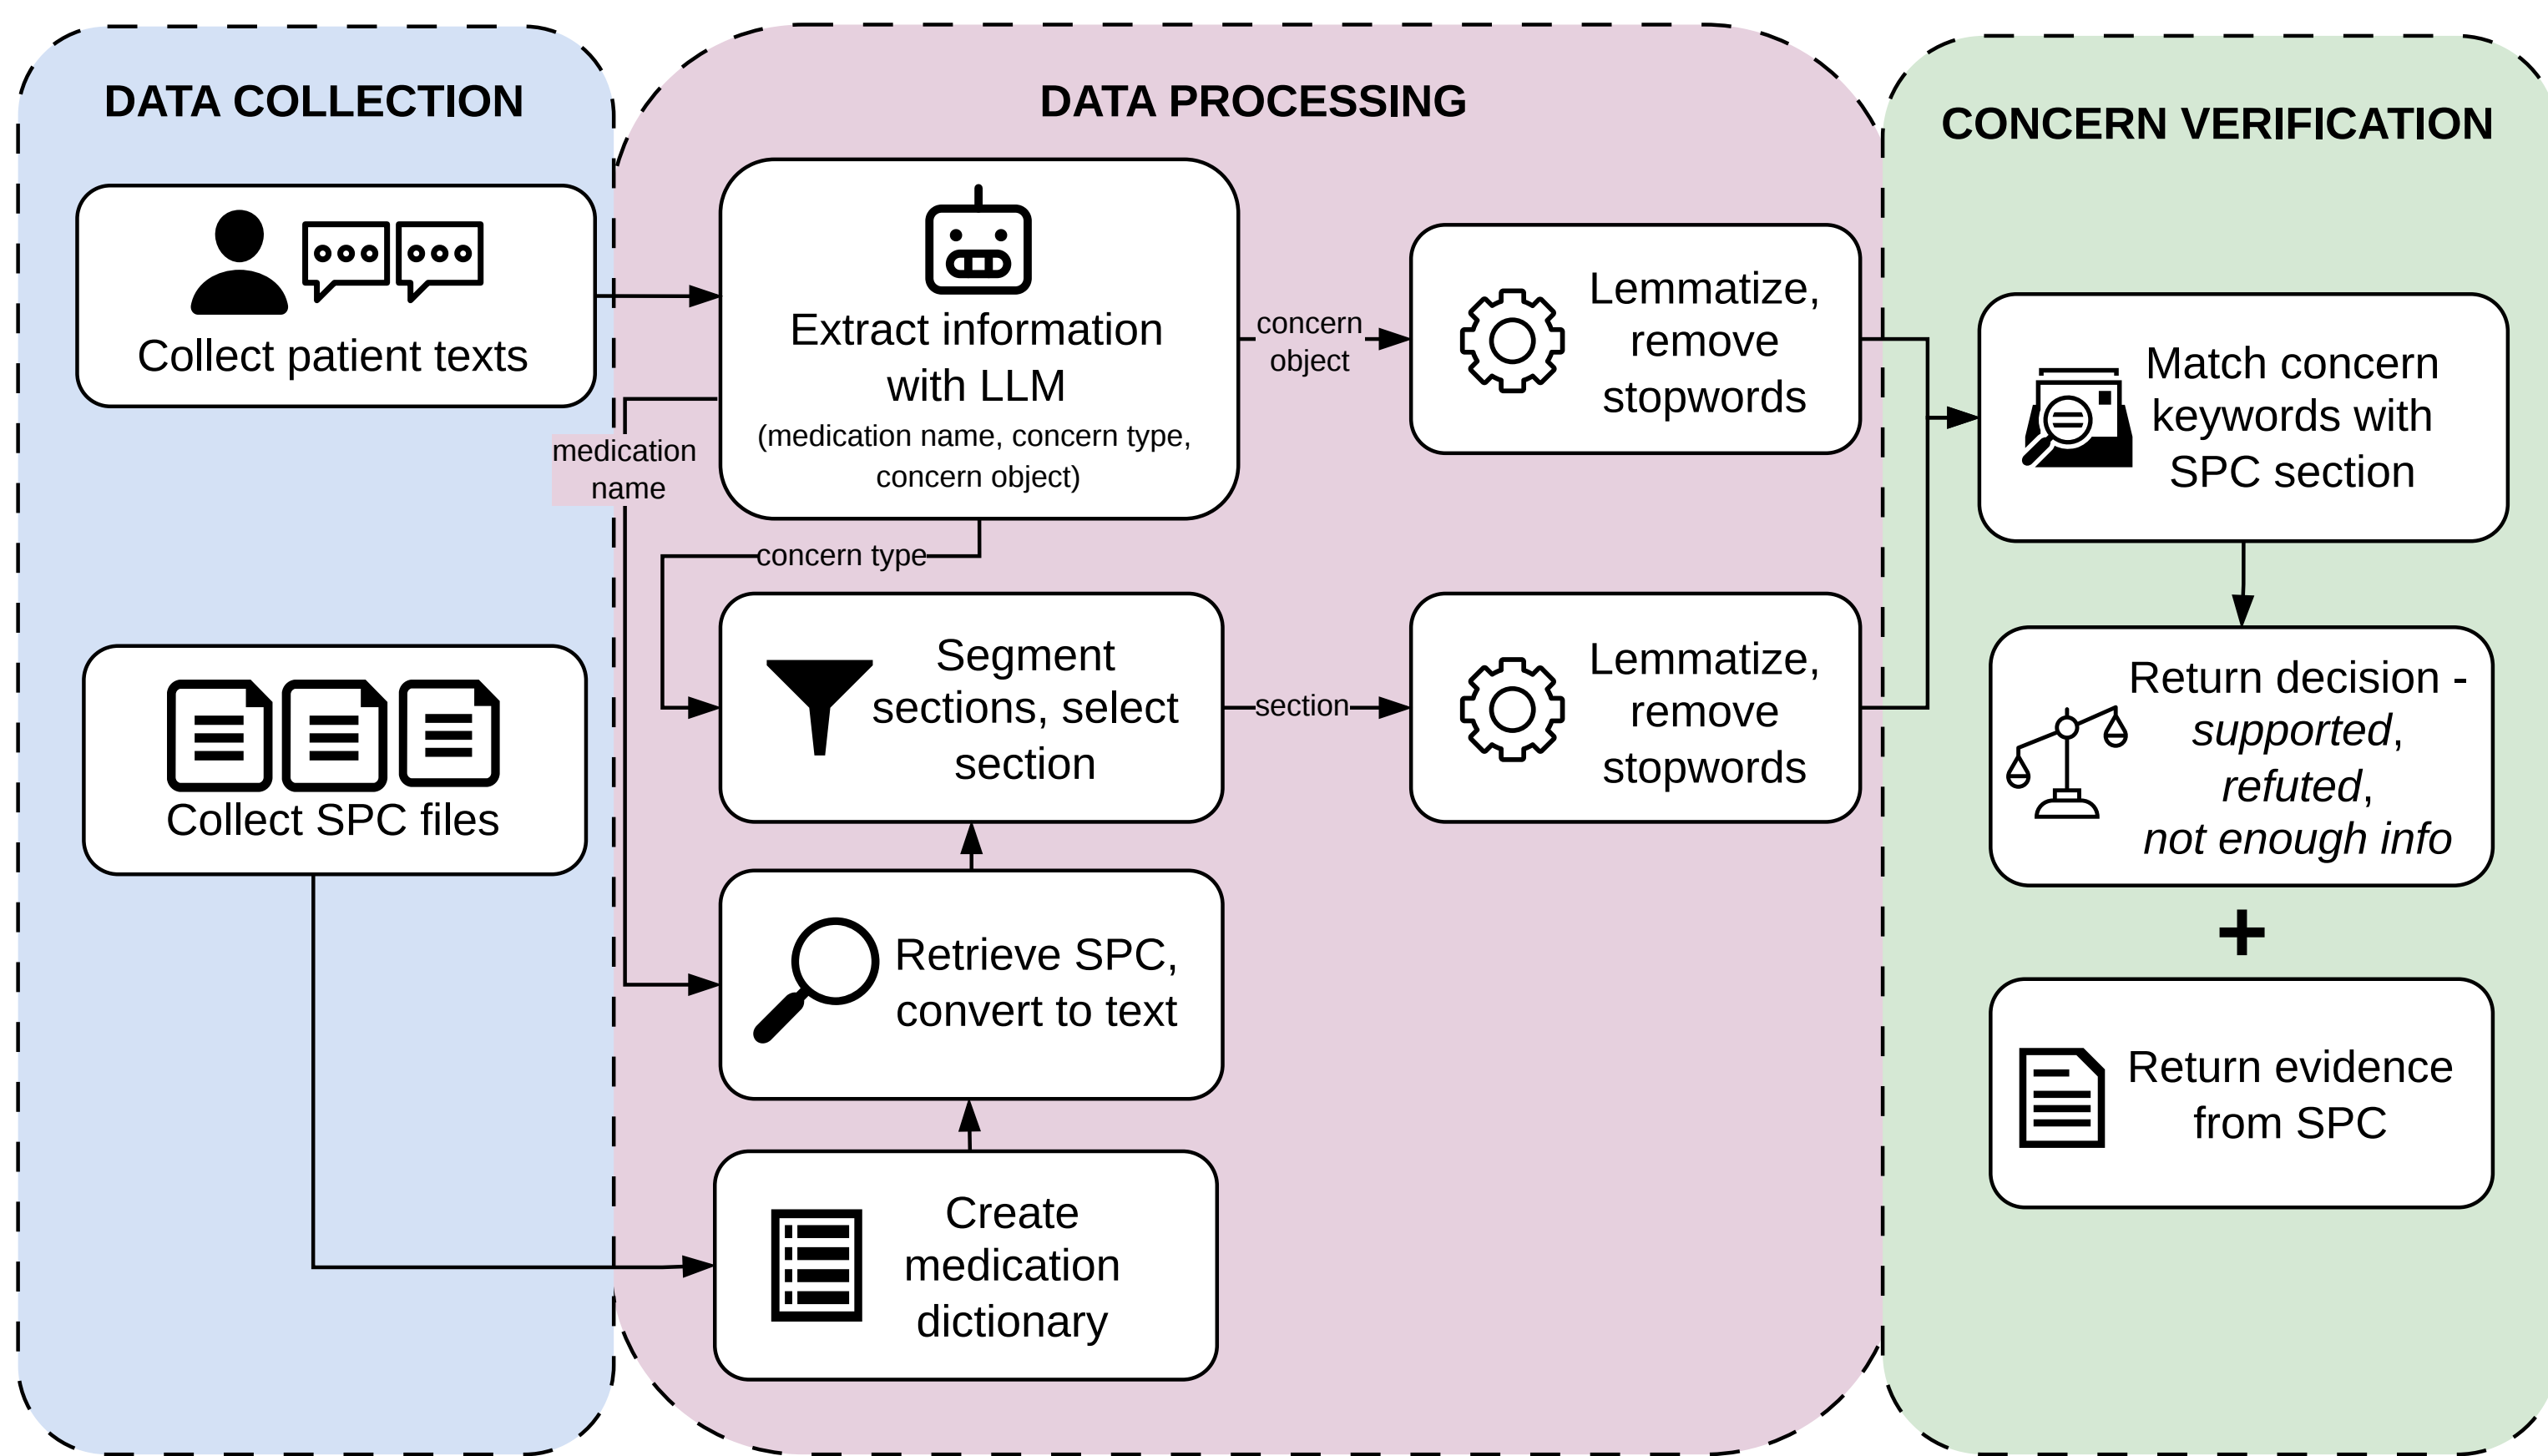 DATA COLLECTION
Collect patient texts
Collect SPC files
DATA PROCESSING
Extract information
with LLM
(medication name, concern type,
concern object)
medication
name
concern type
concern
object
Lemmatize,
remove
stopwords
Segment
sections, select
section
section
Lemmatize,
remove
stopwords
Retrieve SPC,
convert to text
Create
medication
dictionary
CONCERN VERIFICATION
Match concern
keywords with
SPC section
Return decision -
supported,
refuted,
not enough info
+
Return evidence
from SPC